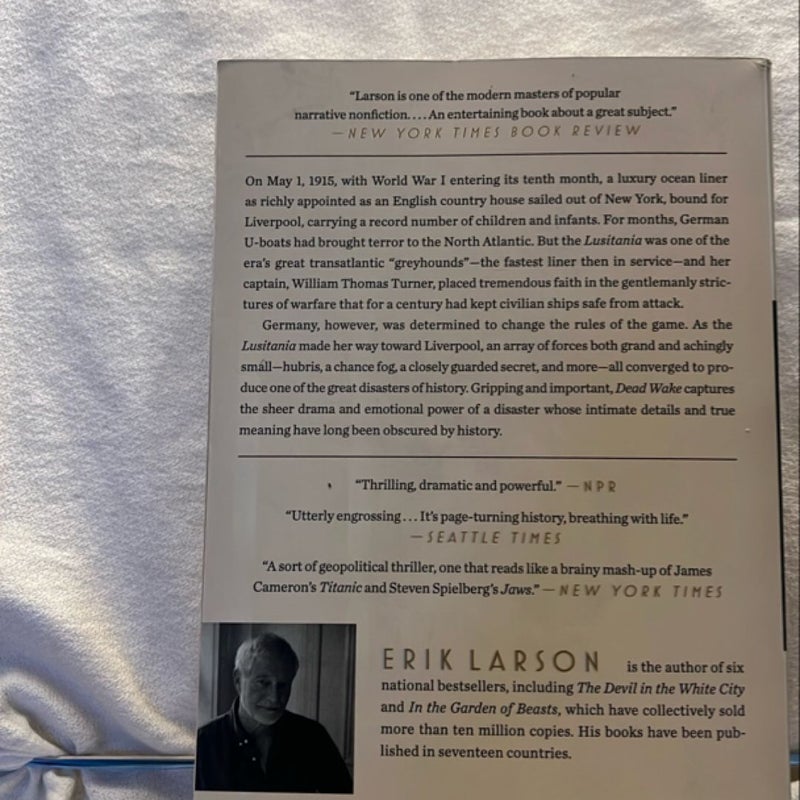 “Larson is one of the modern masters of popular
narrative nonfiction. . . . An entertaining book about a great subject.”
—NEW YORK TIMES BOOK REVIEW
On May 1, 1915, with World War I entering its tenth month, a luxury ocean liner
as richly appointed as an English country house sailed out of New York, bound for
Liverpool, carrying a record number of children and infants. For months, German
U-boats had brought terror to the North Atlantic. But the Lusitania was one of the
era’s great transatlantic “greyhounds”—the fastest liner then in service—and her
captain, William Thomas Turner, placed tremendous faith in the gentlemanly stric-
tures of warfare that for a century had kept civilian ships safe from attack.
Germany, however, was determined to change the rules of the game. As the
Lusitania made her way toward Liverpool, an array of forces both grand and achingly
small—hubris, a chance fog, a closely guarded secret, and more—all converged to pro-
duce one of the great disasters of history. Gripping and important, Dead Wake captures
the sheer drama and emotional power of a disaster whose intimate details and true
meaning have long been obscured by history.
“Thrilling, dramatic and powerful.” —NPR
“Utterly engrossing . . . It’s page-turning history, breathing with life.”
—SEATTLE TIMES
“A sort of geopolitical thriller, one that reads like a brainy mash-up of James
Cameron’s Titanic and Steven Spielberg’s Jaws.” —NEW YORK TIMES
ERIK LARSON is the author of six
national bestsellers, including The Devil in the White City
and In the Garden of Beasts, which have collectively sold
more than ten million copies. His books have been pub-
lished in seventeen countries.